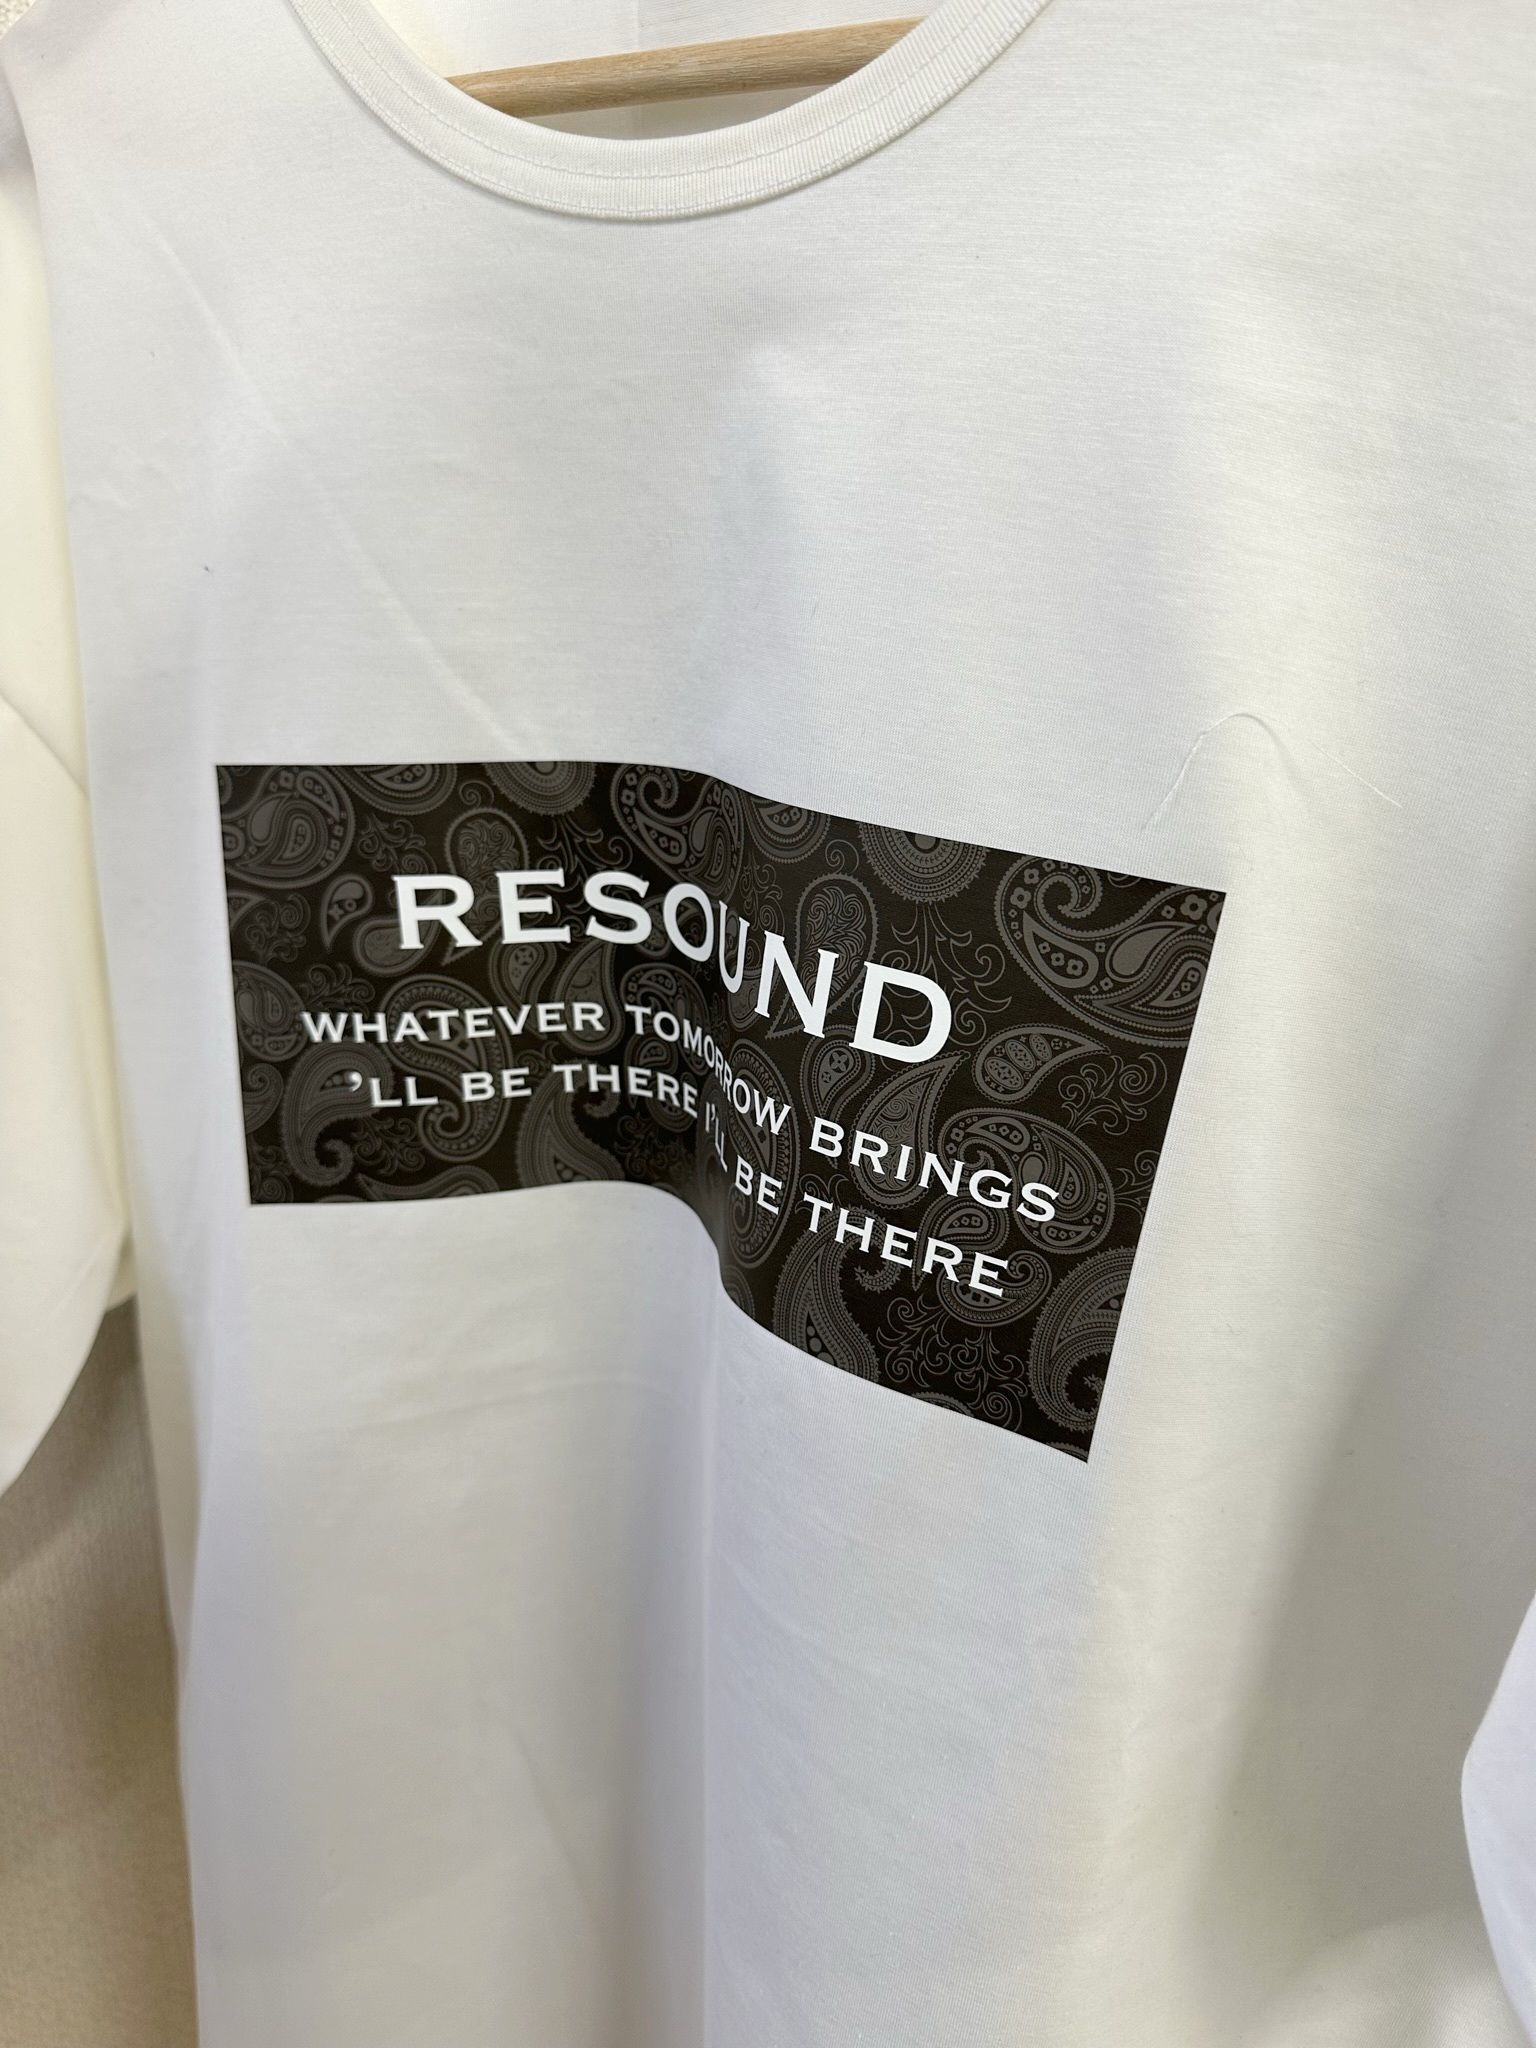 RESOUND
WHATEVER TOMORROW BRINGS
'LL BE THERE I'LL BE THERE